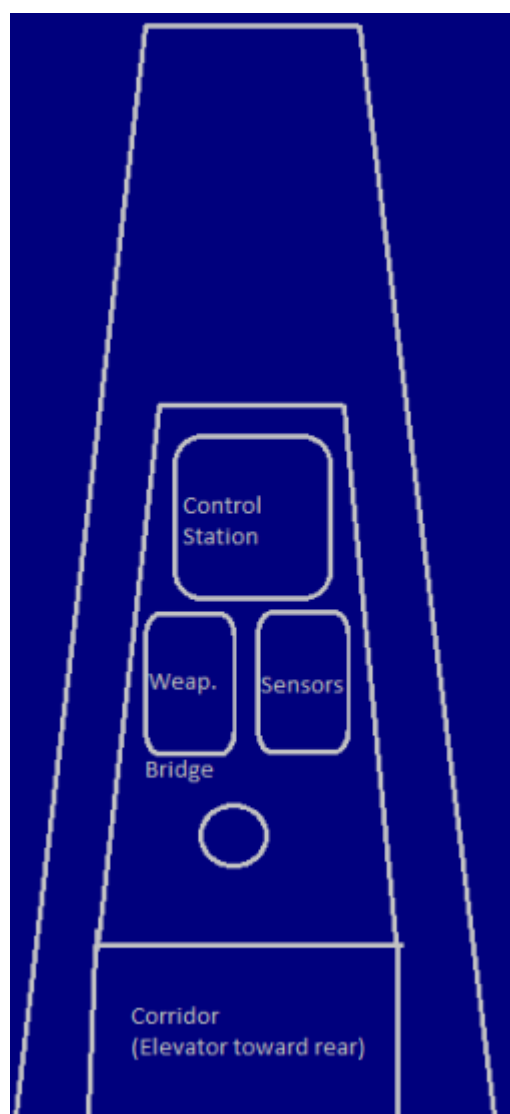 Control
Station
Weap.
Sensors
Bridge
Corridor
(Elevator toward rear)